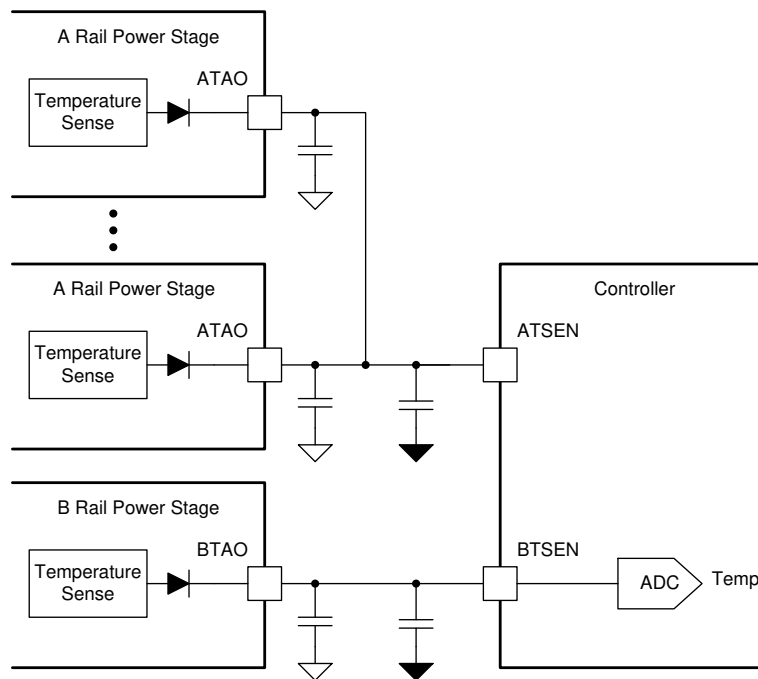 A Rail Power Stage
ATAO
Temperature
Sense
A Rail Power Stage
Controller
ATAO
ATSEN
Temperature
Sense
B Rail Power Stage
BTAO
BTSEN
Temperature
Sense
ADC
Temp